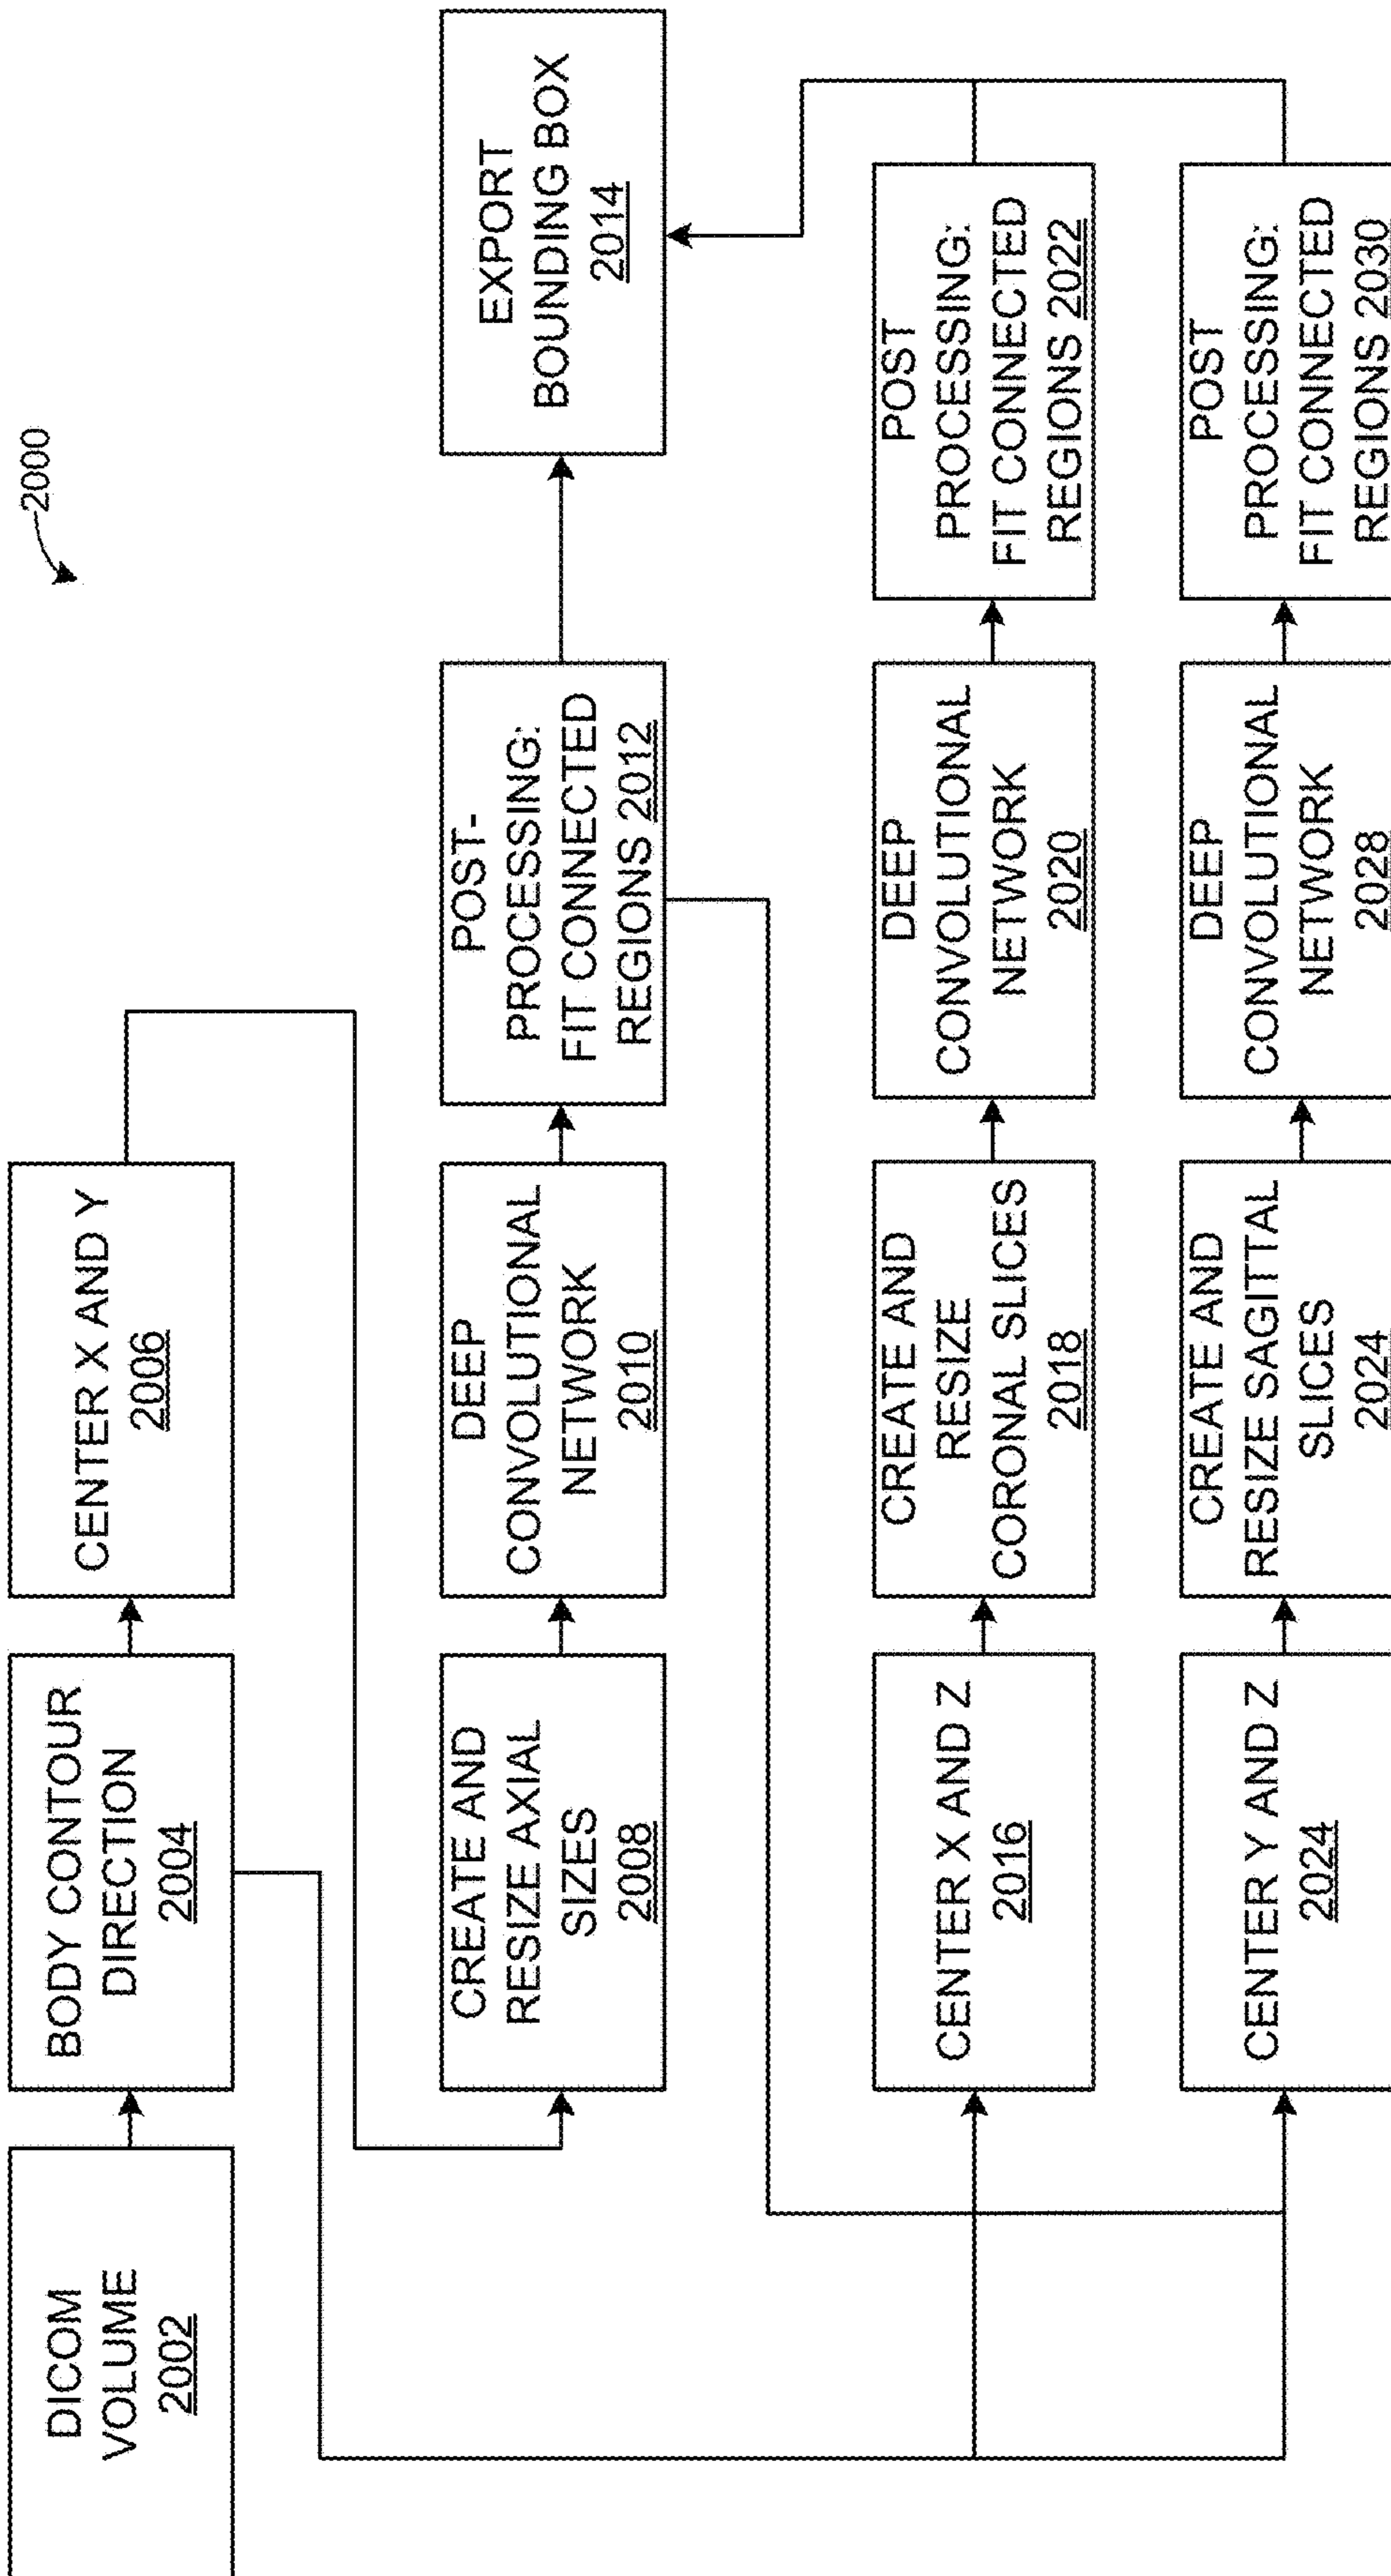 2000
DICOM
VOLUME
2002
BODY CONTOUR
DIRECTION
2004
CENTER X AND Y
2006
CREATE AND
RESIZE AXIAL
SIZES
2008
DEEP
CONVOLUTIONAL
NETWORK
2010
POST-
PROCESSING:
FIT CONNECTED
REGIONS 2012
EXPORT
BOUNDING BOX
2014
CENTER X AND Z
2016
CREATE AND
RESIZE
CORONAL SLICES
2018
DEEP
CONVOLUTIONAL
NETWORK
2020
POST
PROCESSING:
FIT CONNECTED
REGIONS 2022
CENTER Y AND Z
2024
CREATE AND
RESIZE SAGITTAL
SLICES
2024
DEEP
CONVOLUTIONAL
NETWORK
2028
POST
PROCESSING:
FIT CONNECTED
REGIONS 2030